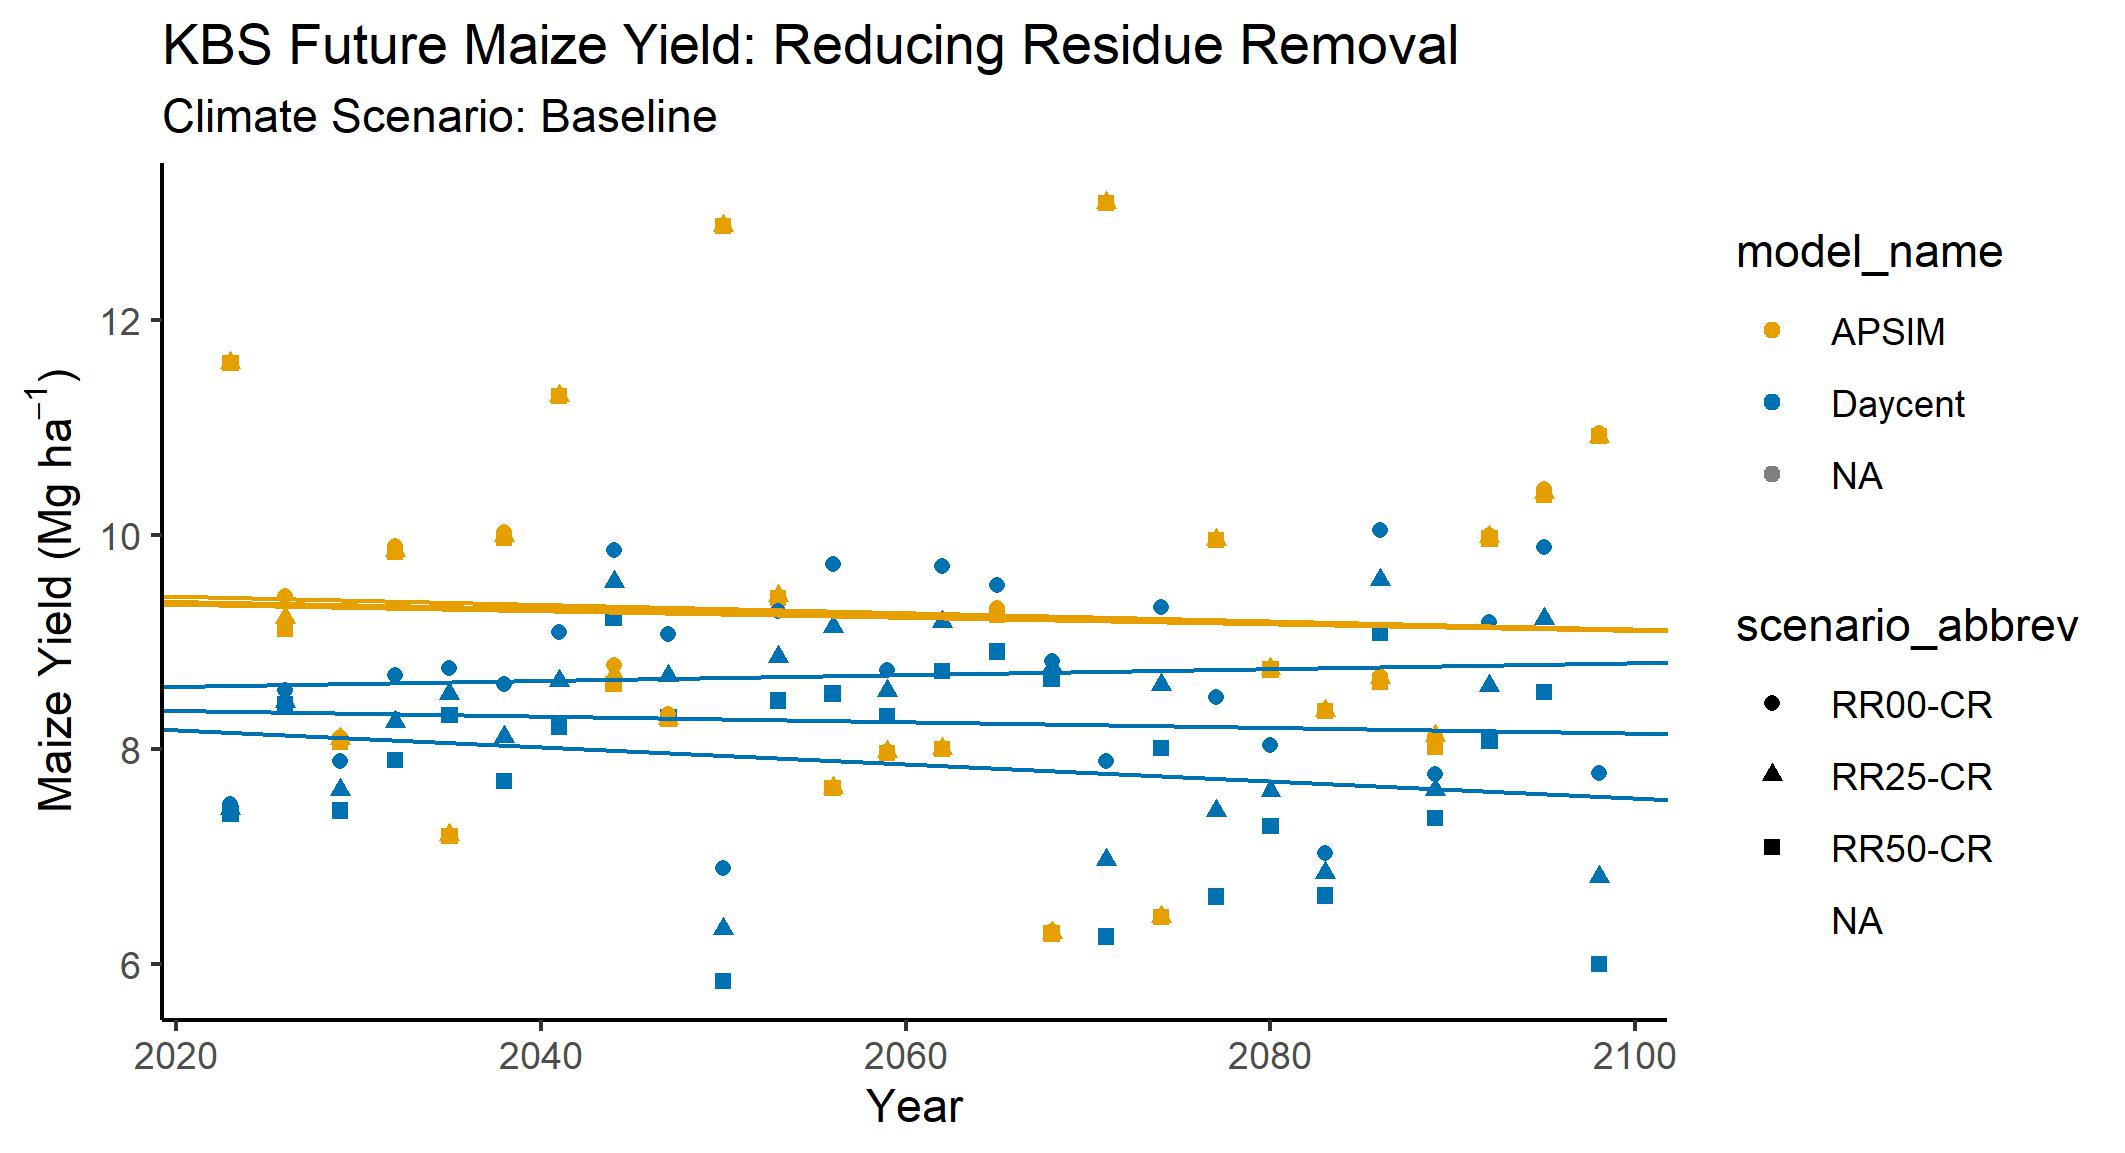 KBS Future Maize Yield: Reducing Residue Removal
Climate Scenario: Baseline
Maize Yield (Mg ha⁻¹)
12
10
8
6
2020
2040
2060
2080
2100
Year
model_name
APSIM
Daycent
NA
scenario_abbrev
RR00-CR
RR25-CR
RR50-CR
NA